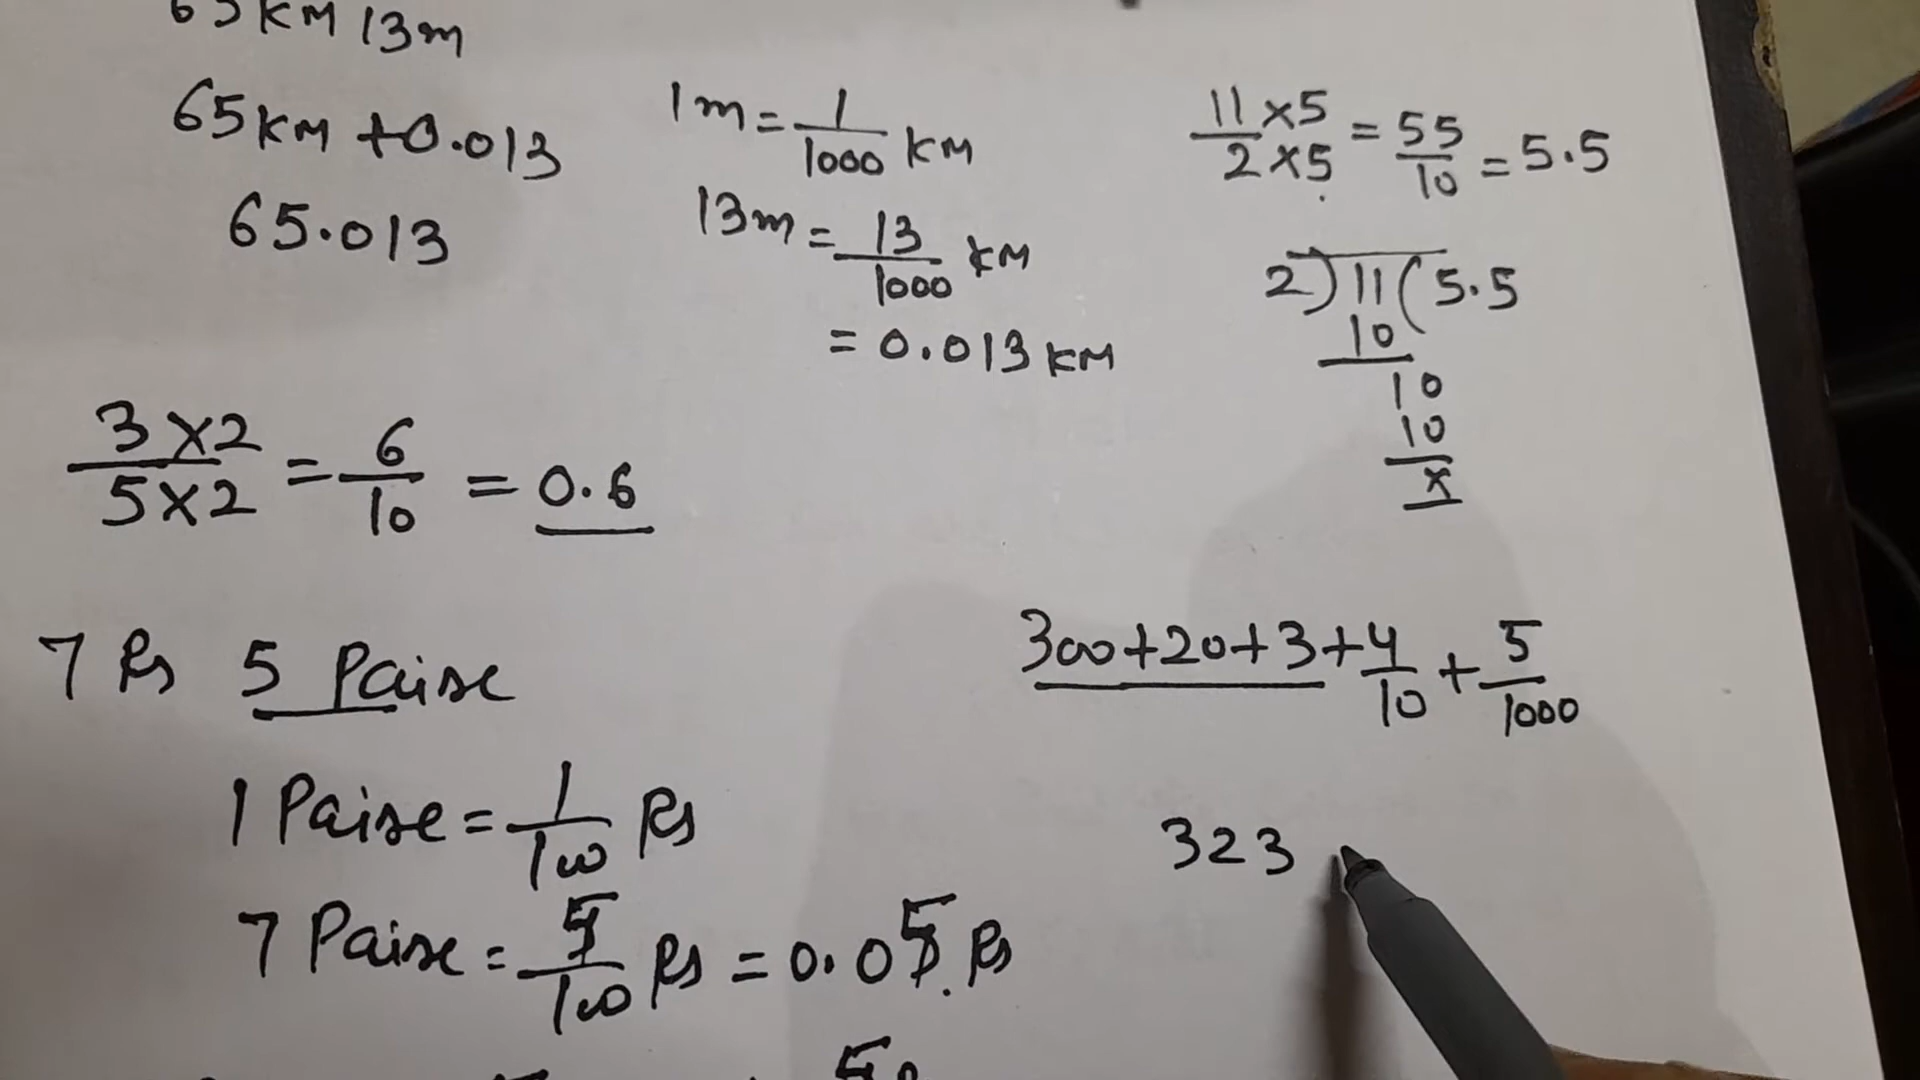 65 KM 13m
65 KM + 0.013
65.013
1m = 1/1000 KM
13m = 13/1000 KM
= 0.013 KM
11×5/2×5 = 55/10 = 5.5
2)11(5.5
10
10
10
x
3×2/5×2 = 6/10 = 0.6
7 Rs 5 Paise
1 Paise = 1/100 Rs
7 Paise = 5/100 Rs = 0.05 Rs
300+20+3+4/10+5/1000
323